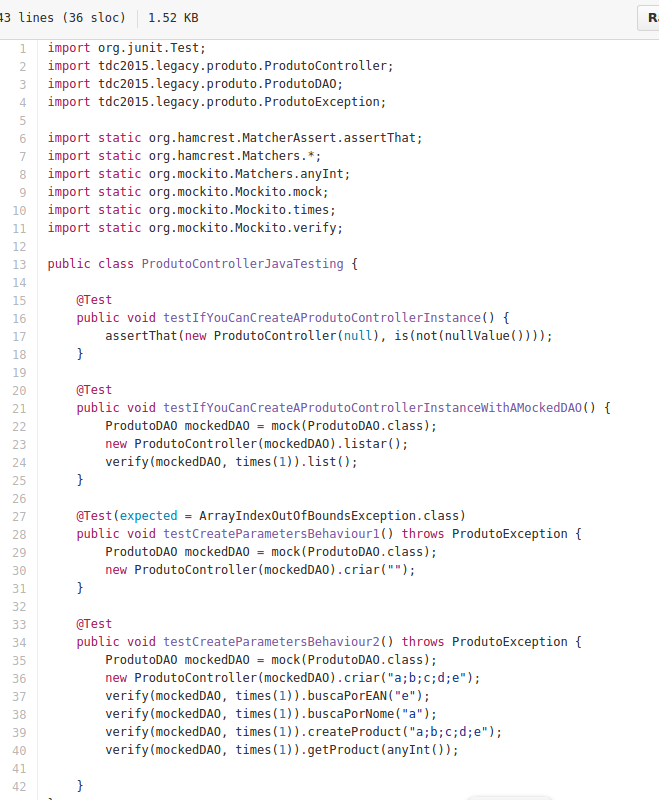 43 lines (36 sloc) 1.52 KB
1 import org.junit.Test;
2 import tdc2015.legacy.produto.ProdutoController;
3 import tdc2015.legacy.produto.ProdutoDAO;
4 import tdc2015.legacy.produto.ProdutoException;
5
6 import static org.hamcrest.MatcherAssert.assertThat;
7 import static org.hamcrest.Matchers.*;
8 import static org.mockito.Matchers.anyInt;
9 import static org.mockito.Mockito.mock;
10 import static org.mockito.Mockito.times;
11 import static org.mockito.Mockito.verify;
12
13 public class ProdutoControllerJavaTesting {
14
15     @Test
16     public void testIfYouCanCreateAProdutoControllerInstance() {
17         assertThat(new ProdutoController(null), is(not(nullValue())));
18     }
19
20     @Test
21     public void testIfYouCanCreateAProdutoControllerInstanceWithAMockedDAO() {
22         ProdutoDAO mockedDAO = mock(ProdutoDAO.class);
23         new ProdutoController(mockedDAO).listar();
24         verify(mockedDAO, times(1)).list();
25     }
26
27     @Test(expected = ArrayIndexOutOfBoundsException.class)
28     public void testCreateParametersBehaviour1() throws ProdutoException {
29         ProdutoDAO mockedDAO = mock(ProdutoDAO.class);
30         new ProdutoController(mockedDAO).criar("");
31     }
32
33     @Test
34     public void testCreateParametersBehaviour2() throws ProdutoException {
35         ProdutoDAO mockedDAO = mock(ProdutoDAO.class);
36         new ProdutoController(mockedDAO).criar("a;b;c;d;e");
37         verify(mockedDAO, times(1)).buscaPorEAN("e");
38         verify(mockedDAO, times(1)).buscaPorNome("a");
39         verify(mockedDAO, times(1)).createProduct("a;b;c;d;e");
40         verify(mockedDAO, times(1)).getProduct(anyInt());
41
42     }